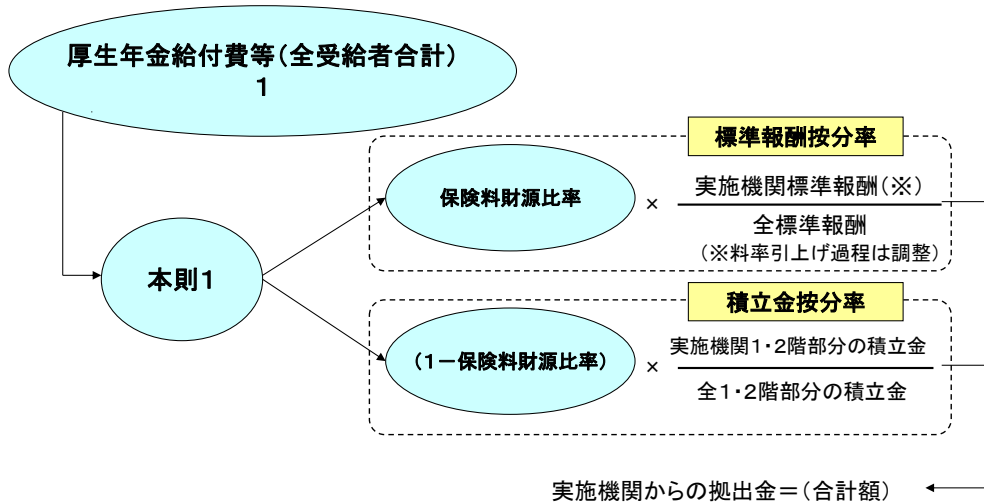 厚生年金給付費等(全受給者合計)
1
標準報酬按分率
保険料財源比率
×
実施機関標準報酬(※)
全標準報酬
(※料率引上げ過程は調整)
本則1
積立金按分率
(1-保険料財源比率)
×
実施機関1・2階部分の積立金
全1・2階部分の積立金
実施機関からの拠出金=(合計額)